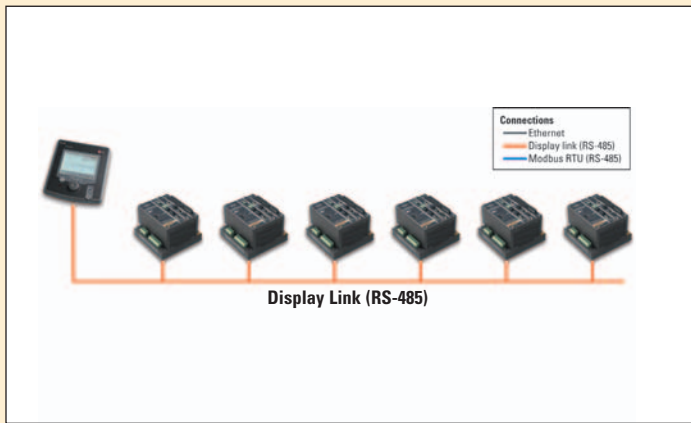 Connections
Ethernet
Display link (RS-485)
Modbus RTU (RS-485)
Display Link (RS-485)